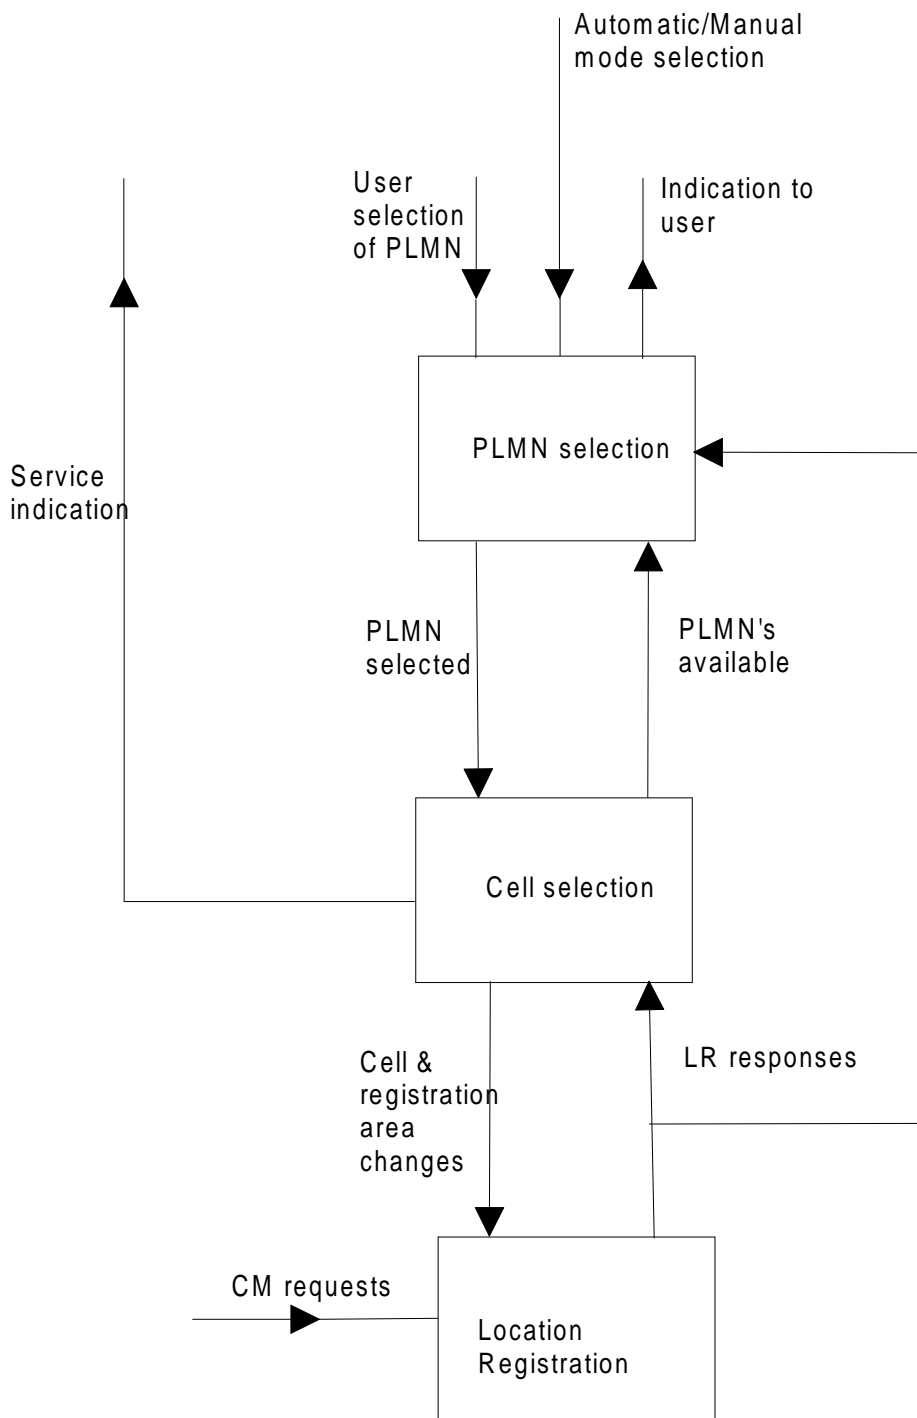 Automatic/Manual
mode selection
User
selection
of PLMN
Indication to
user
PLMN selection
Service
indication
PLMN
selected
PLMN's
available
Cell selection
Cell &
registration
area
changes
LR responses
CM requests
Location
Registration